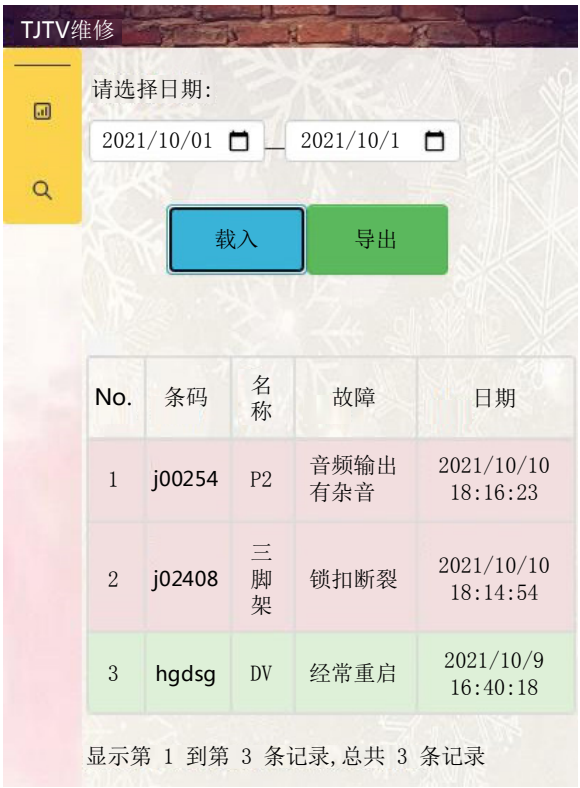 TJTV维修
请选择日期:
2021/10/01 — 2021/10/1
载入 导出
No. 条码 名称 故障 日期
1 j00254 P2 音频输出有杂音 2021/10/10 18:16:23
2 j02408 三脚架 锁扣断裂 2021/10/10 18:14:54
3 hgdsg DV 经常重启 2021/10/9 16:40:18
显示第 1 到第 3 条记录,总共 3 条记录